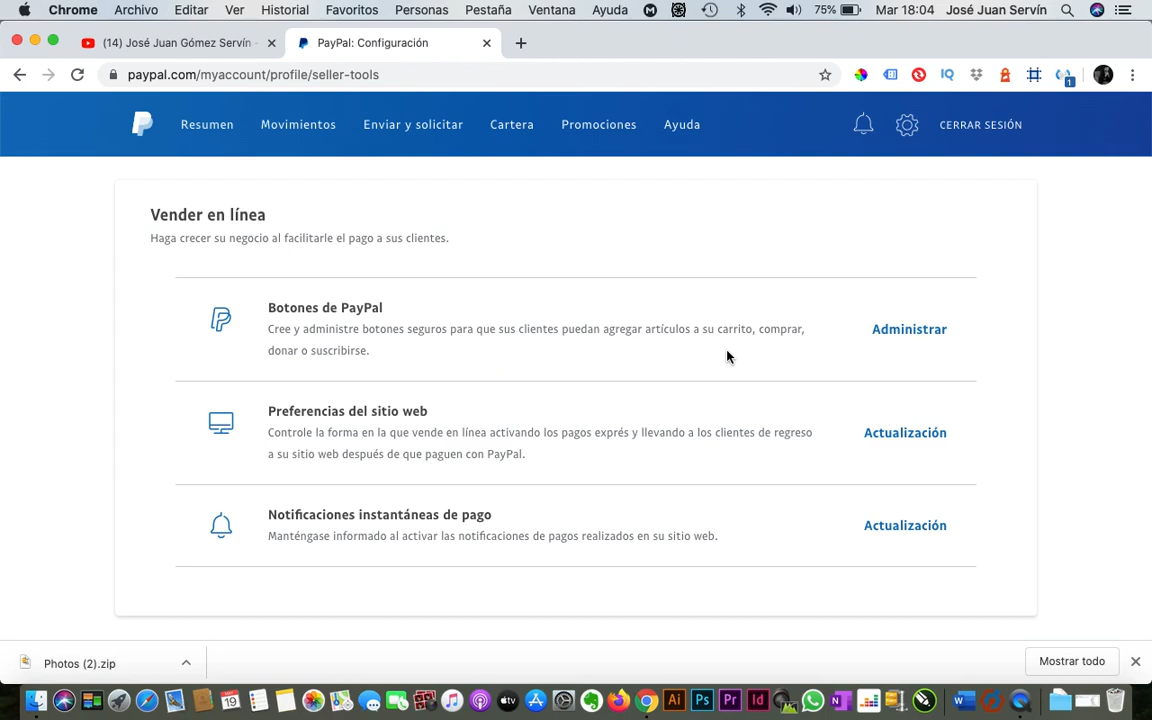 Chrome Archivo Editar Ver Historial Favoritos Personas Pestaña Ventana Ayuda 75% Mar 18:04 José Juan Servín
(14) José Juan Gómez Servín - PayPal: Configuración
paypal.com/myaccount/profile/seller-tools
Resumen Movimientos Enviar y solicitar Cartera Promociones Ayuda CERRAR SESIÓN
Vender en línea
Haga crecer su negocio al facilitarle el pago a sus clientes.
Botones de PayPal
Cree y administre botones seguros para que sus clientes puedan agregar artículos a su carrito, comprar, Administrar
donar o suscribirse.
Preferencias del sitio web
Controle la forma en la que vende en línea activando los pagos exprés y llevando a los clientes de regreso Actualización
a su sitio web después de que paguen con PayPal.
Notificaciones instantáneas de pago
Manténgase informado al activar las notificaciones de pagos realizados en su sitio web. Actualización
Photos (2).zip Mostrar todo